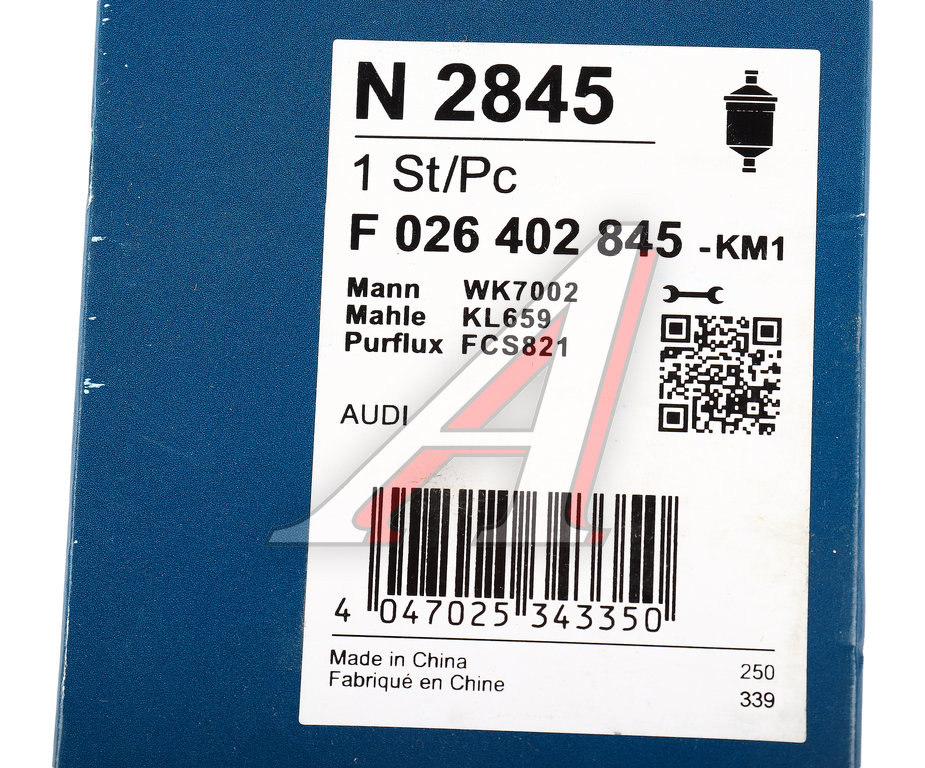 N 2845
1 St/Pc
F 026 402 845 -KM1
Mann WK7002
Mahle KL659
Purflux FCS821
AUDI
4 047025 343350
Made in China
Fabriqué en Chine
250
339